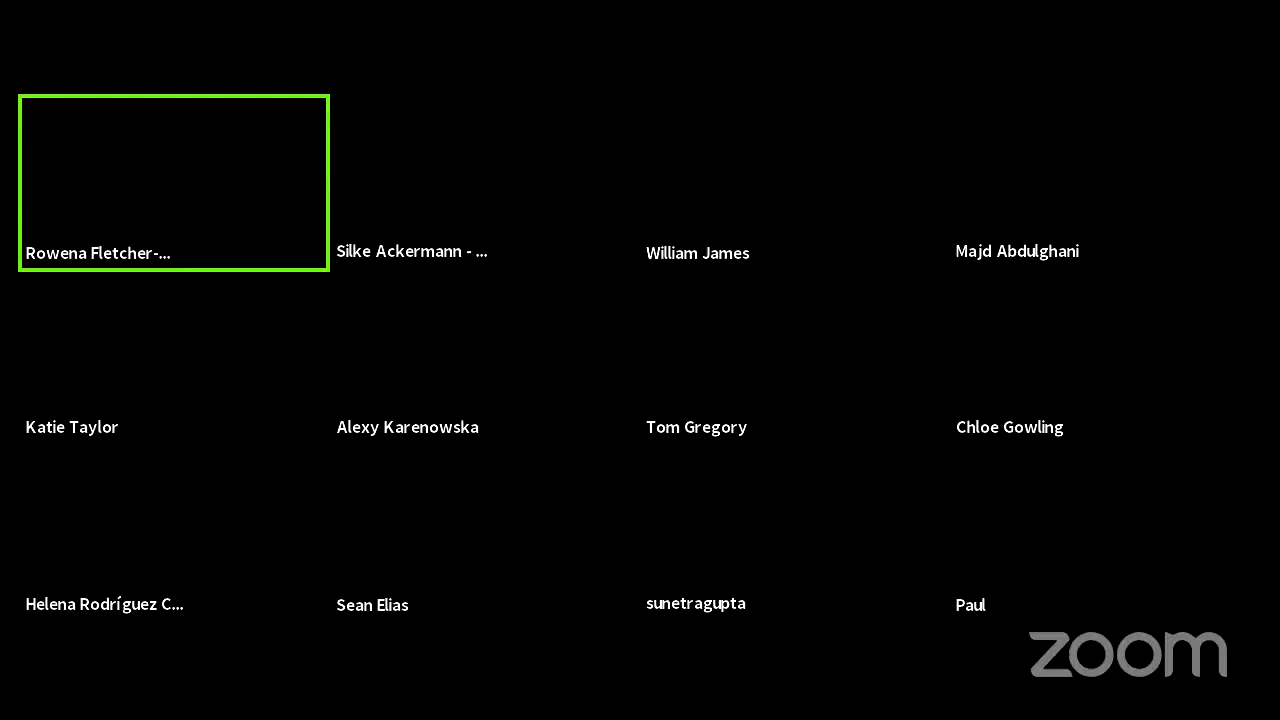 Rowena Fletcher-...
Silke Ackermann - ...
William James
Majd Abdulghani
Katie Taylor
Alexy Karenowska
Tom Gregory
Chloe Gowling
Helena Rodríguez C...
Sean Elias
sunetragupta
Paul
zoom